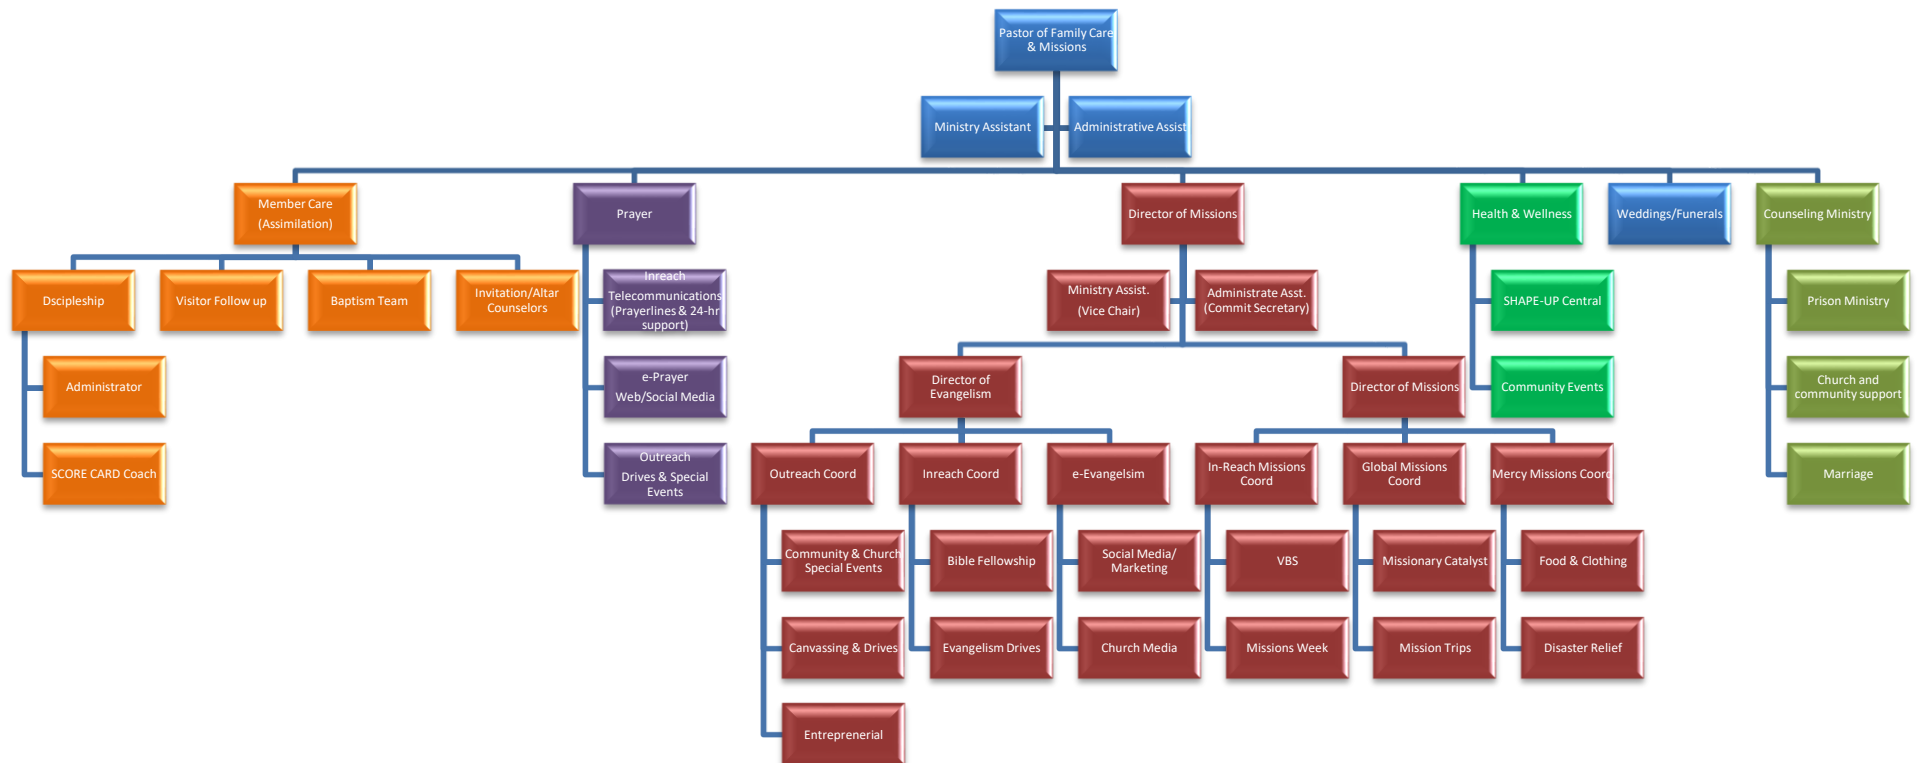 Pastor of Family Care
& Missions
Ministry Assistant
Administrative Assist
Member Care
(Assimilation)
Prayer
Director of Missions
Health & Wellness
Weddings/Funerals
Counseling Ministry
Dscipleship
Visitor Follow up
Baptism Team
Invitation/Altar
Counselors
Administrator
SCORE CARD Coach
Inreach
Telecommunications
(Prayerlines & 24-hr
support)
e-Prayer
Web/Social Media
Outreach
Drives & Special
Events
Ministry Assist.
(Vice Chair)
Administrate Asst.
(Commit Secretary)
Director of
Evangelism
Director of Missions
Outreach Coord
Inreach Coord
e-Evangelsim
In-Reach Missions
Coord
Global Missions
Coord
Mercy Missions Coord
Community & Church
Special Events
Canvassing & Drives
Entreprenerial
Bible Fellowship
Evangelism Drives
Social Media/
Marketing
Church Media
VBS
Missions Week
Missionary Catalyst
Mission Trips
Food & Clothing
Disaster Relief
SHAPE-UP Central
Community Events
Prison Ministry
Church and
community support
Marriage